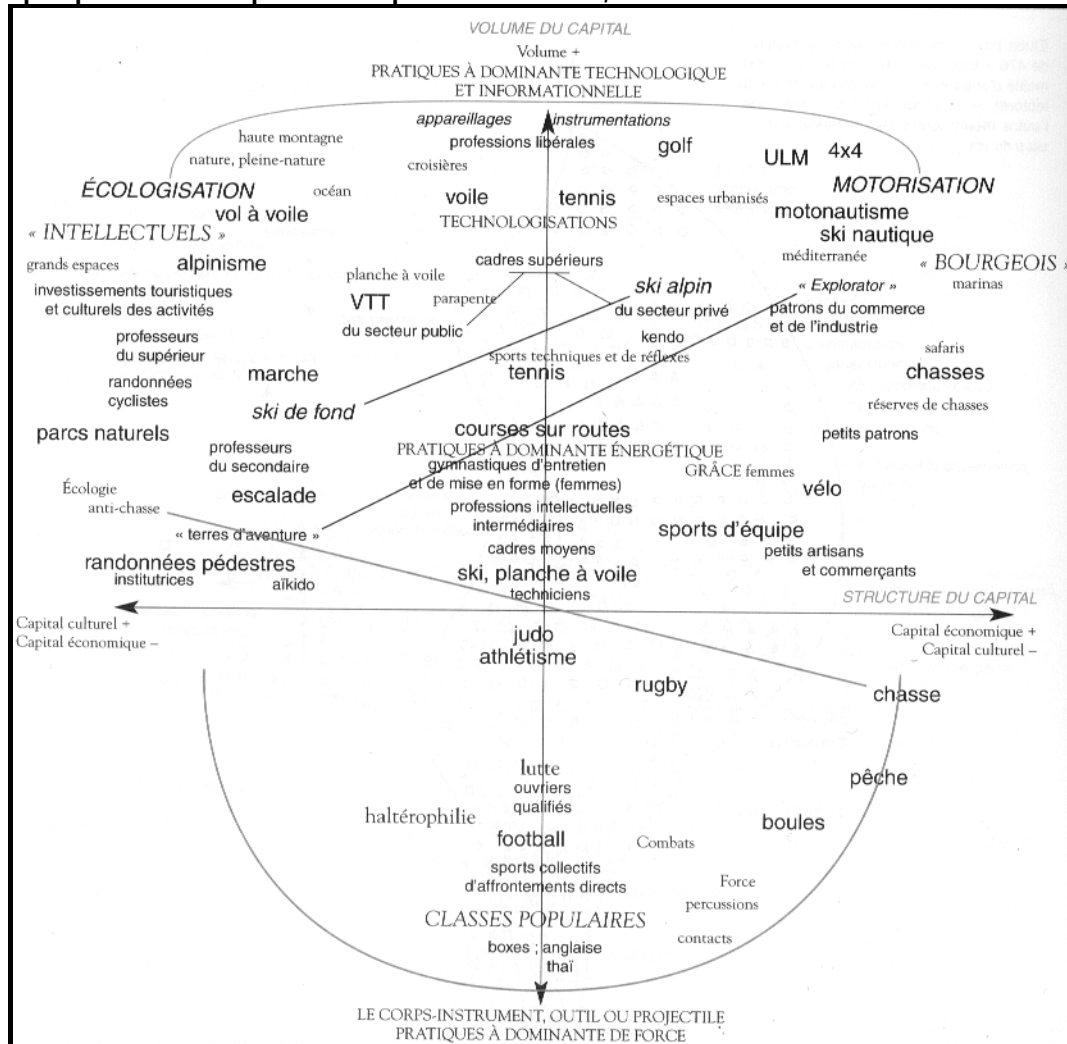 VOLUME DU CAPITAL
Volume +
PRATIQUES À DOMINANTE TECHNOLOGIQUE
ET INFORMATIONNELLE
appareillages
instrumentations
haute montagne
professions libérales
golf
ULM
4x4
nature, pleine-nature
croisières
ÉCOLOGISATION
océan
voile
tennis
espaces urbanisés
MOTORISATION
vol à voile
TECHNOLOGISATIONS
motonautisme
« INTELLECTUELS »
ski nautique
grands espaces
alpinisme
cadres supérieurs
méditerranée
« BOURGEOIS »
planche à voile
marinas
investissements touristiques
et culturels des activités
VTT
parapente
ski alpin
« Explorator »
du secteur public
du secteur privé
patrons du commerce
et de l'industrie
professeurs
du supérieur
kendo
safaris
sports techniques et de réflexes
marche
tennis
chasses
randonnées
cyclistes
ski de fond
réserves de chasses
parcs naturels
courses sur routes
petits patrons
professeurs
du secondaire
PRATIQUES À DOMINANTE ÉNERGÉTIQUE
gymnastiques d'entretien
et de mise en forme (femmes)
GRÂCE femmes
Écologie
anti-chasse
escalade
vélo
professions intellectuelles
intermédiaires
« terres d'aventure »
sports d'équipe
cadres moyens
petits artisans
et commerçants
randonnées pédestres
institutrices
aïkido
ski, planche à voile
techniciens
STRUCTURE DU CAPITAL
Capital culturel +
Capital économique –
Capital économique +
Capital culturel –
judo
athlétisme
rugby
chasse
lutte
ouvriers
qualifiés
pêche
haltérophilie
boules
football
Combats
sports collectifs
d'affrontements directs
Force
percussions
CLASSES POPULAIRES
contacts
boxes ; anglaise
thaï
LE CORPS-INSTRUMENT, OUTIL OU PROJECTILE
PRATIQUES À DOMINANTE DE FORCE